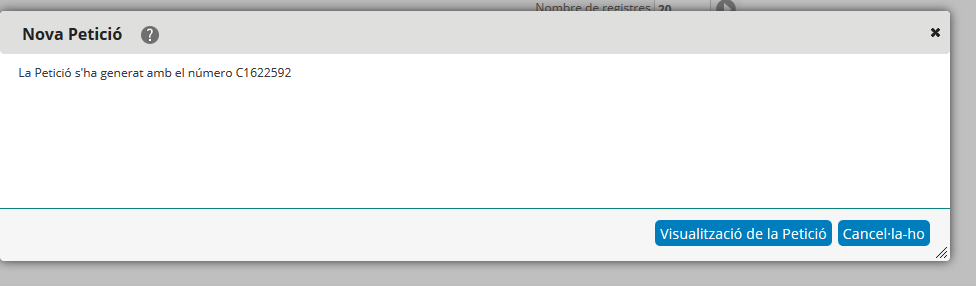 Nombre de registres 20
Nova Petició ?
La Petició s'ha generat amb el número C1622592
Visualització de la Petició Cancel·la-ho